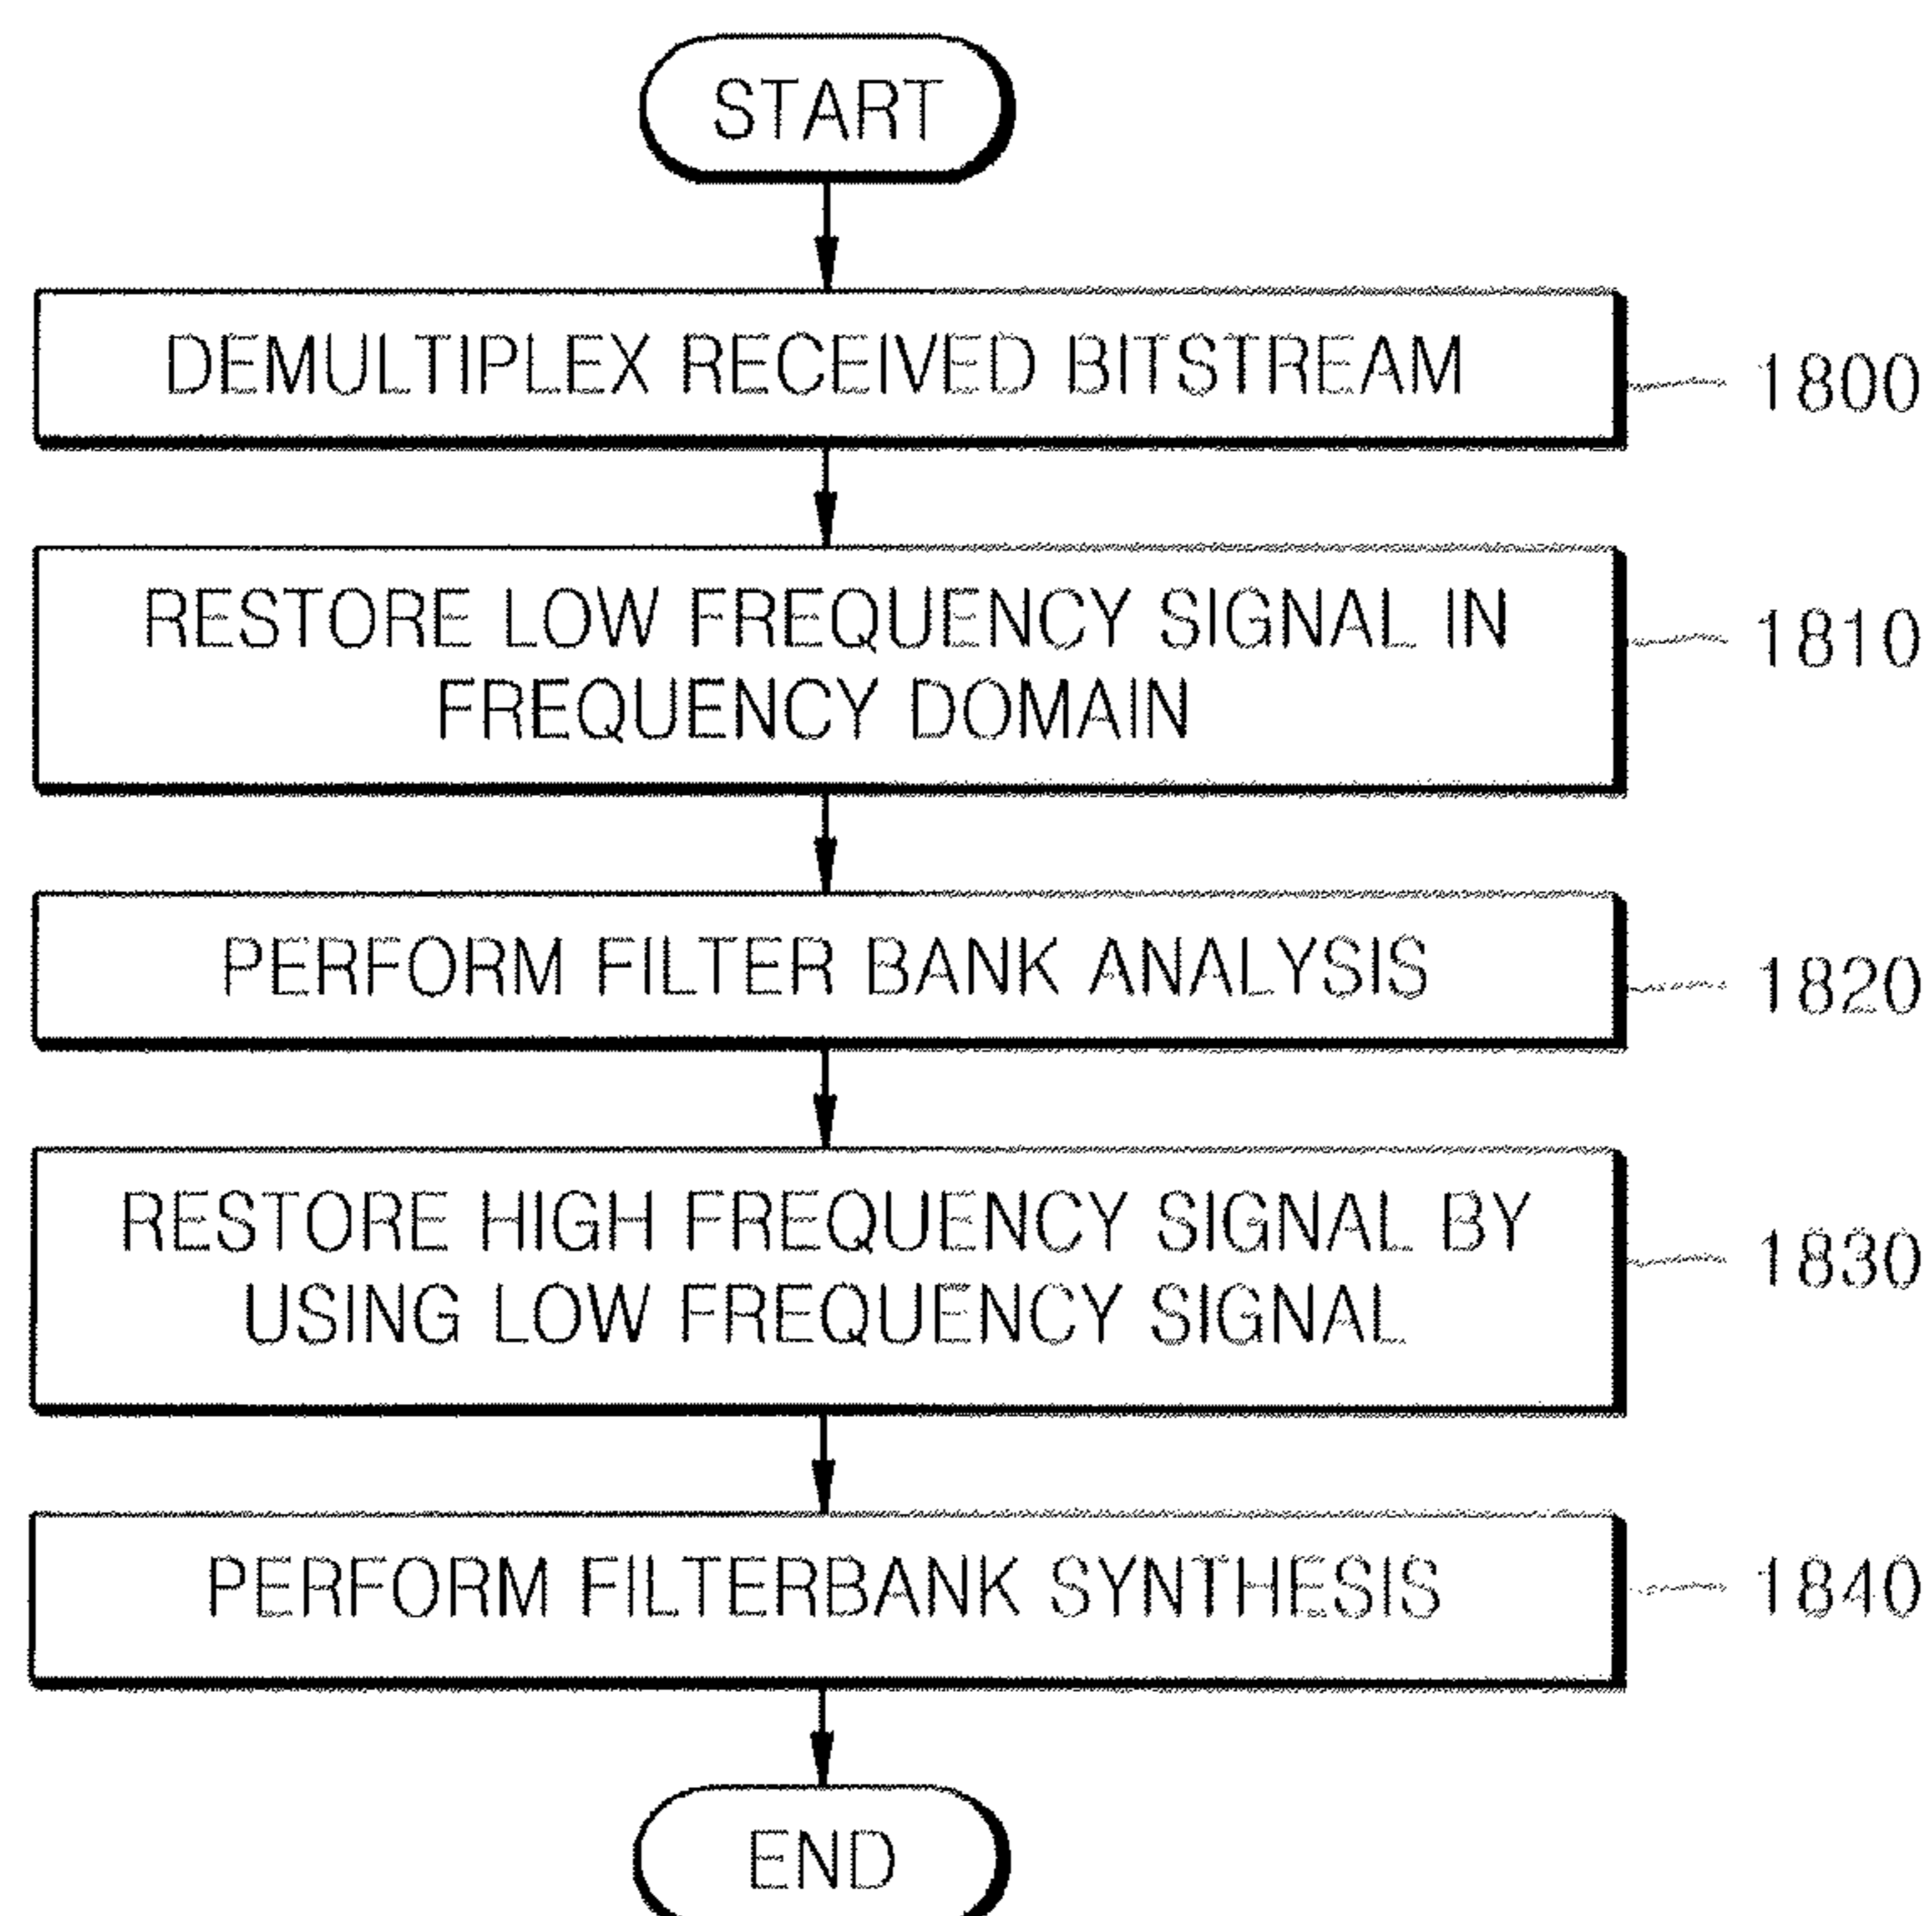 START
DEMULTIPLEX RECEIVED BITSTREAM
1800
RESTORE LOW FREQUENCY SIGNAL IN
FREQUENCY DOMAIN
1810
PERFORM FILTER BANK ANALYSIS
1820
RESTORE HIGH FREQUENCY SIGNAL BY
USING LOW FREQUENCY SIGNAL
1830
PERFORM FILTERBANK SYNTHESIS
1840
END